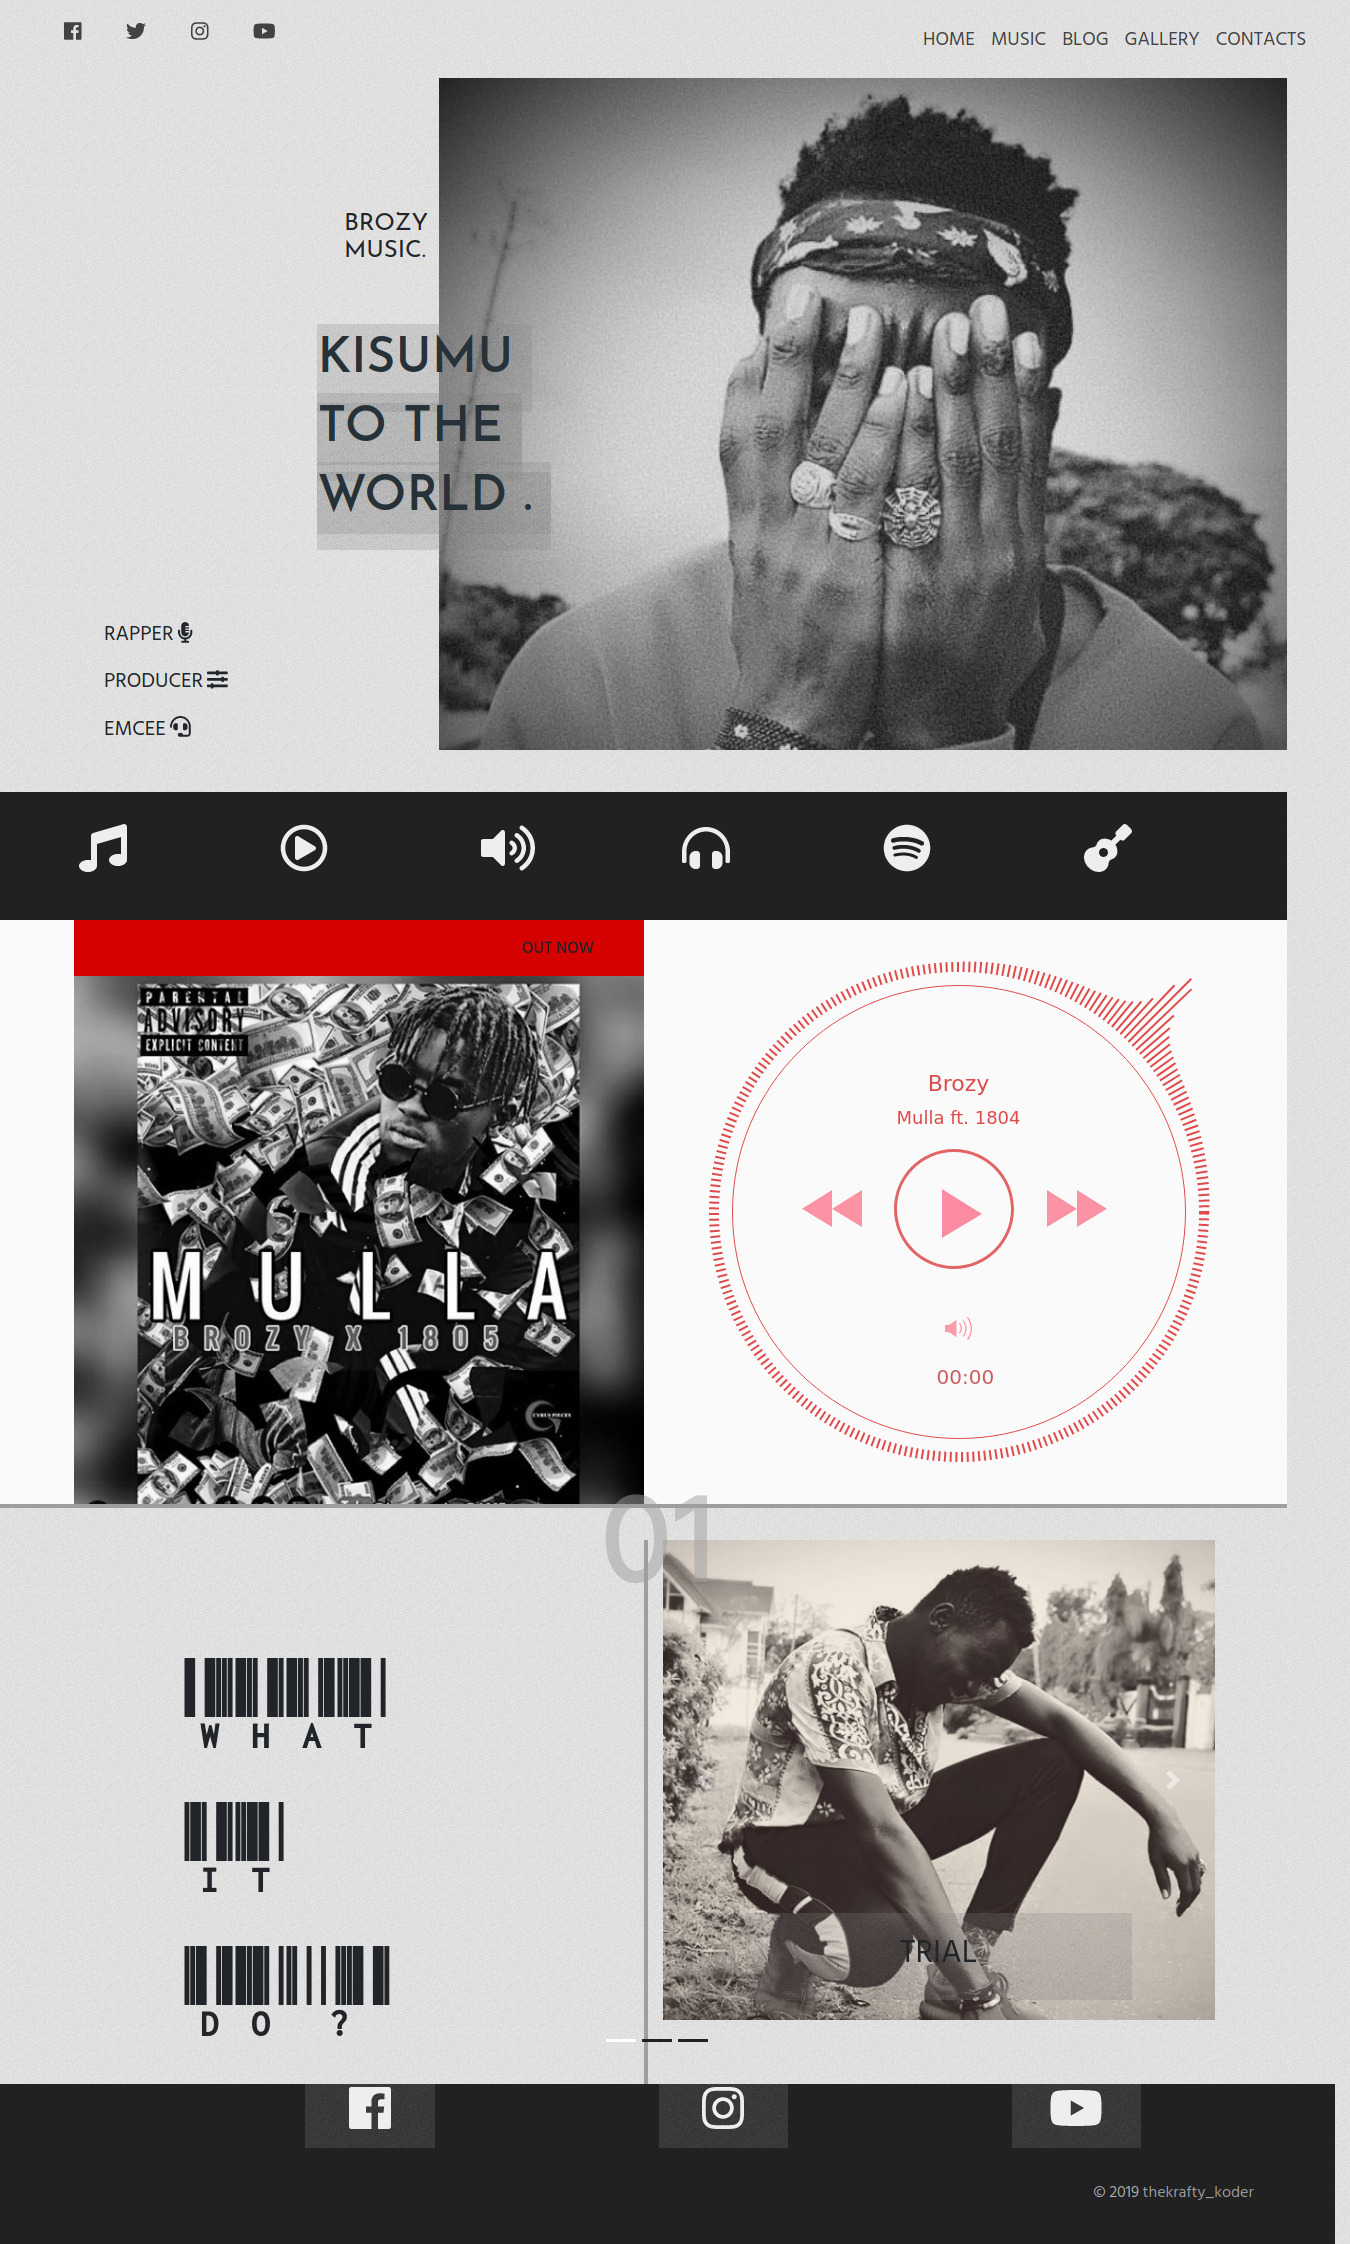 HOME MUSIC BLOG GALLERY CONTACTS
BROZY
MUSIC.
KISUMU
TO THE
WORLD .
RAPPER
PRODUCER
EMCEE
OUT NOW
PARENTAL
ADVISORY
EXPLICIT CONTENT
MULLA
BROZY X 1805
Brozy
Mulla ft. 1804
00:00
01
WHAT
IT
DO ?
TRIAL
© 2019 thekrafty_koder